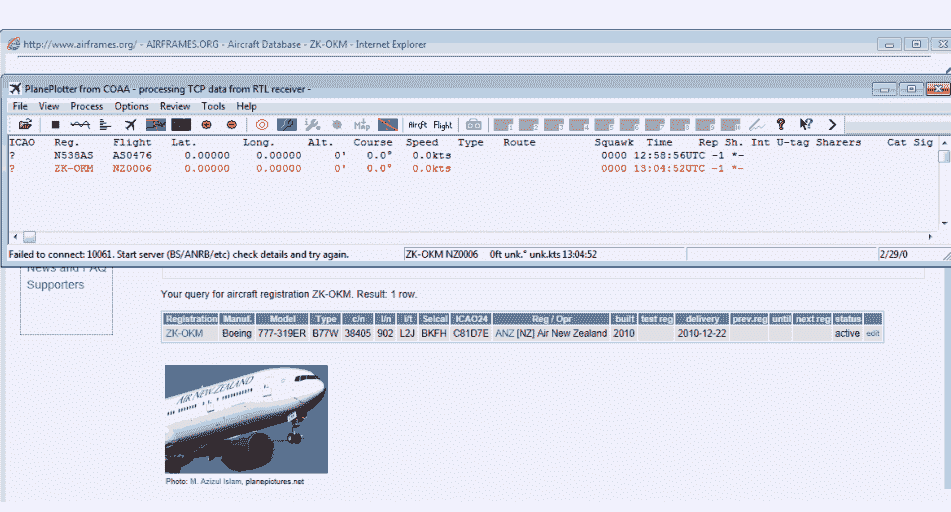 http://www.airframes.org/ - AIRFRAMES.ORG - Aircraft Database - ZK-OKM - Internet Explorer
PlanePlotter from COAA - processing TCP data from RTL receiver -
File View Process Options Review Tools Help
Map Aircft Flight
ICAO Reg. Flight Lat. Long. Alt. Course Speed Type Route Squawk Time Rep Sh. Int U-tag Sharers Cat Sig
? N538AS AS0476 0.00000 0.00000 0' 0.0° 0.0kts 0000 12:58:56UTC -1 *-
? ZK-OKM NZ0006 0.00000 0.00000 0' 0.0° 0.0kts 0000 13:04:52UTC -1 *-
Failed to connect: 10061. Start server (BS/ANRB/etc) check details and try again. ZK-OKM NZ0006 0ft unk.° unk.kts 13:04:52 2/29/0
News and FAQ
Supporters
Your query for aircraft registration ZK-OKM. Result: 1 row.
Registration Manuf. Model Type c/n l/n i/t Selcal ICAO24 Reg / Opr built test reg delivery prev.reg until next reg status
ZK-OKM Boeing 777-319ER B77W 38405 902 L2J BKFH C81D7E ANZ [NZ] Air New Zealand 2010 2010-12-22 active edit
AIR NEW ZEALAND
Photo: M. Azizul Islam, planepictures.net